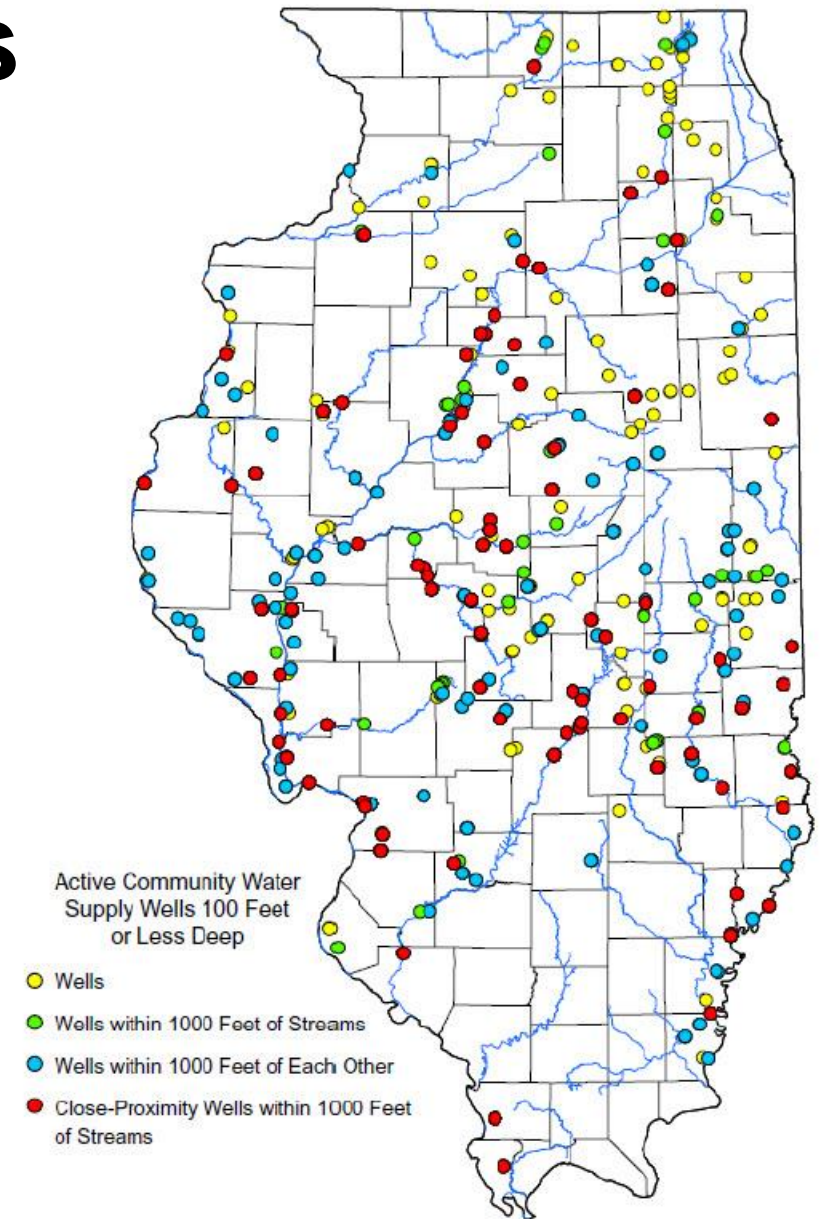 s
Active Community Water
Supply Wells 100 Feet
or Less Deep
Wells
Wells within 1000 Feet of Streams
Wells within 1000 Feet of Each Other
Close-Proximity Wells within 1000 Feet
of Streams